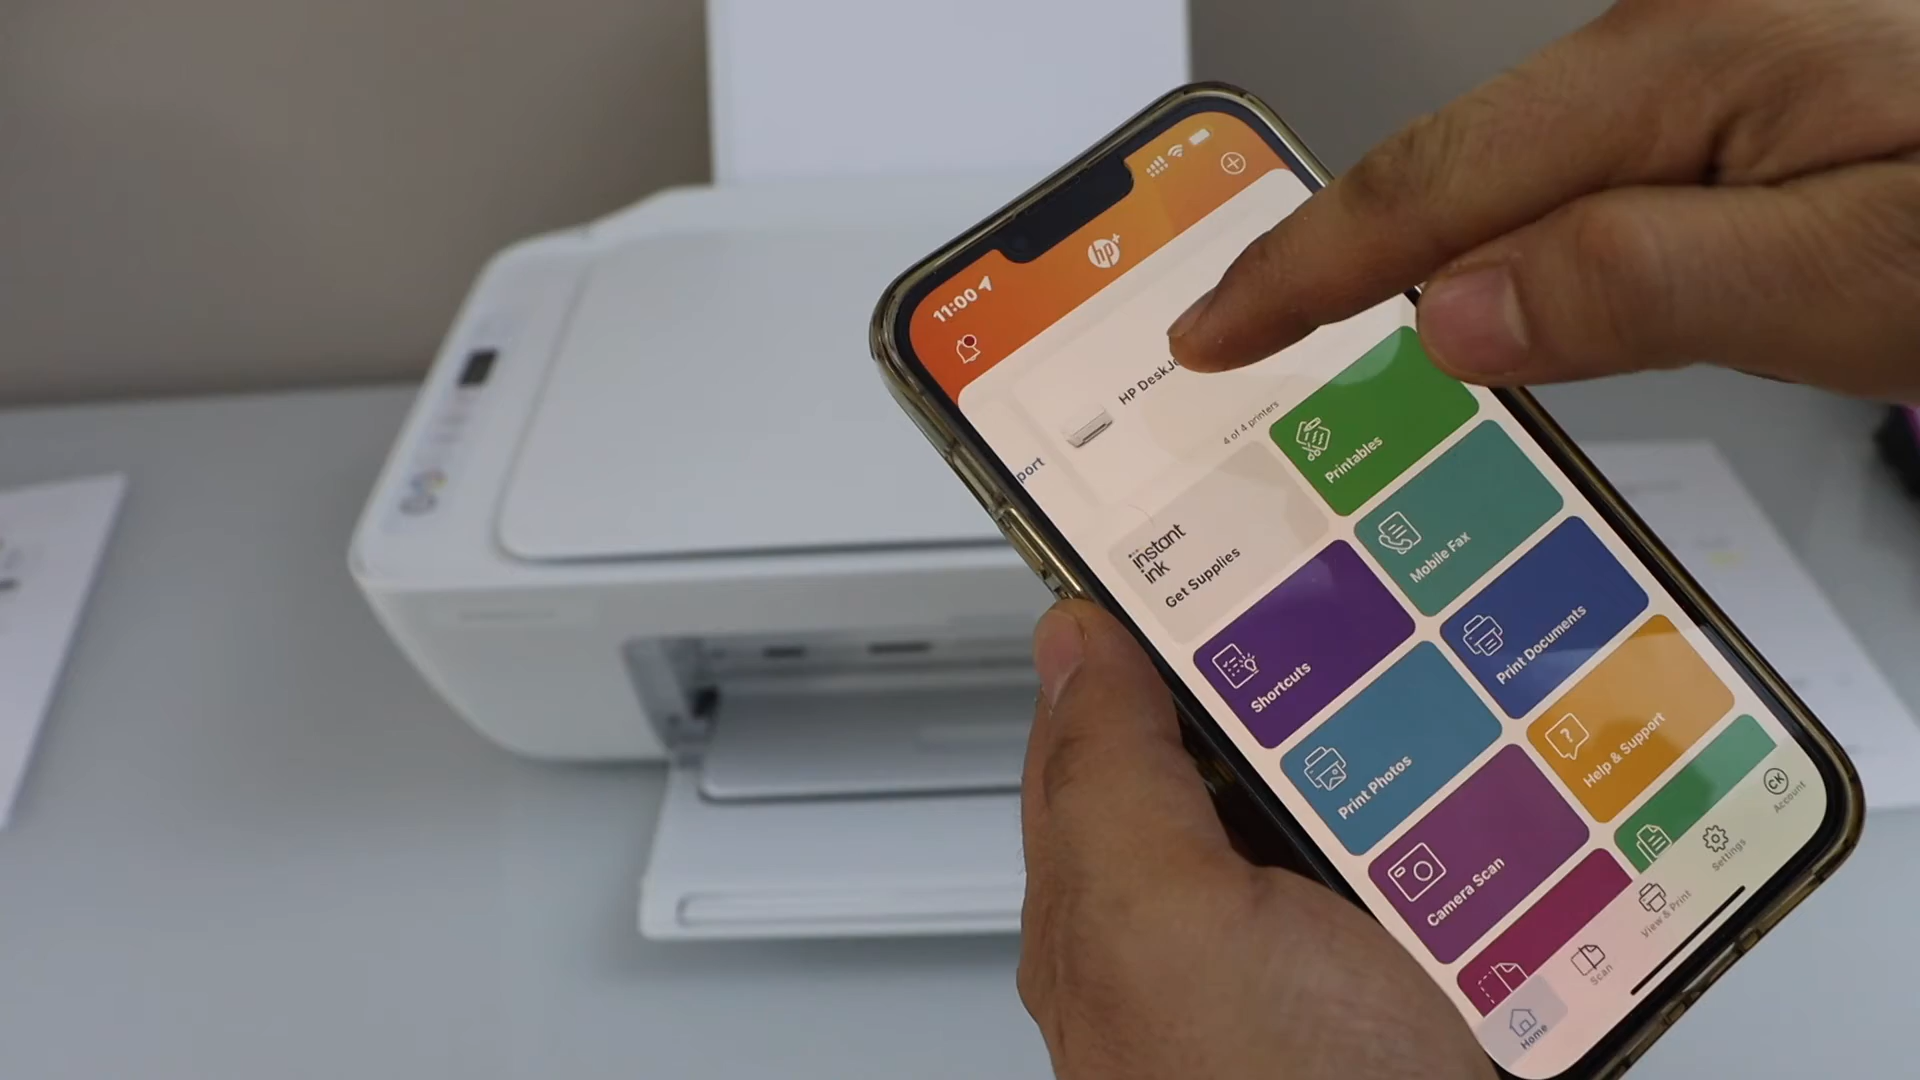 11:00
hp+
HP DeskJ
4 of 4 printers
port
instant
ink
Get Supplies
Printables
Mobile Fax
Shortcuts
Print Documents
Print Photos
Help & Support
Camera Scan
Home
Scan
View & Print
Settings
CK
Account